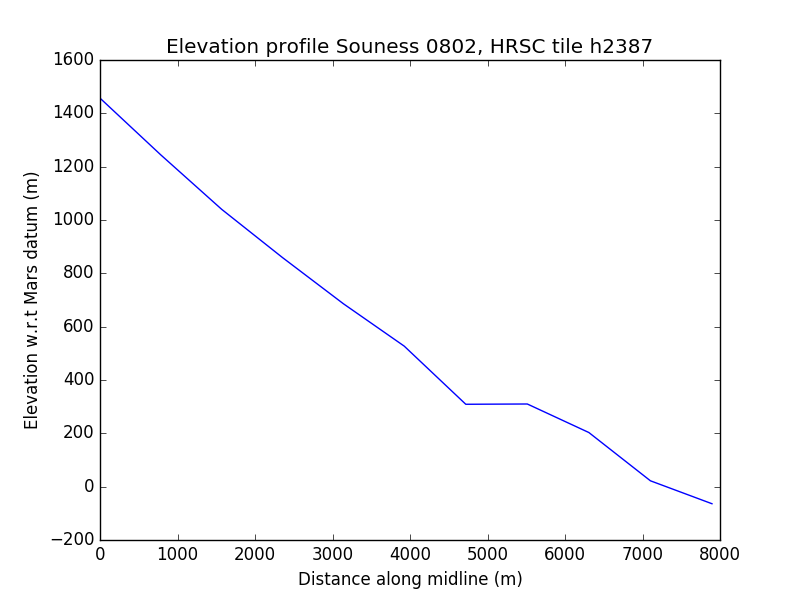 Elevation profile Souness 0802, HRSC tile h2387
1600
1400
1200
1000
800
600
400
200
0
−200
Elevation w.r.t Mars datum (m)
0 1000 2000 3000 4000 5000 6000 7000 8000
Distance along midline (m)